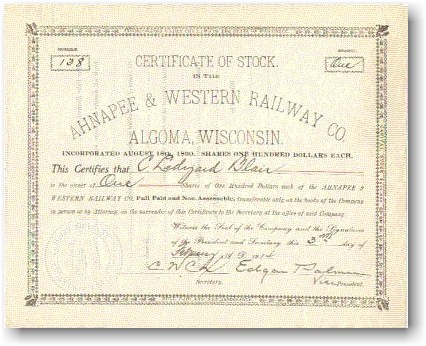 NUMBER SHARES
138 One
CERTIFICATE OF STOCK.
IN THE
AHNAPEE & WESTERN RAILWAY CO.
ALGOMA, WISCONSIN.
INCORPORATED AUGUST 18th, 1890. SHARES ONE HUNDRED DOLLARS EACH.
This Certifies that C Ledyard Blair
is the owner of One Shares of One Hundred Dollars each of the AHNAPEE &
WESTERN RAILWAY CO, Full Paid and Non Assessable, transferable only on the books of the Company
in person or by Attorney, on the surrender of this Certificate to the Secretary at the office of said Company.
Witness the Seal of the Company and the Signatures
of the President and Secretary this 3rd day of
1914
Edgar
Secretary. Vice President.